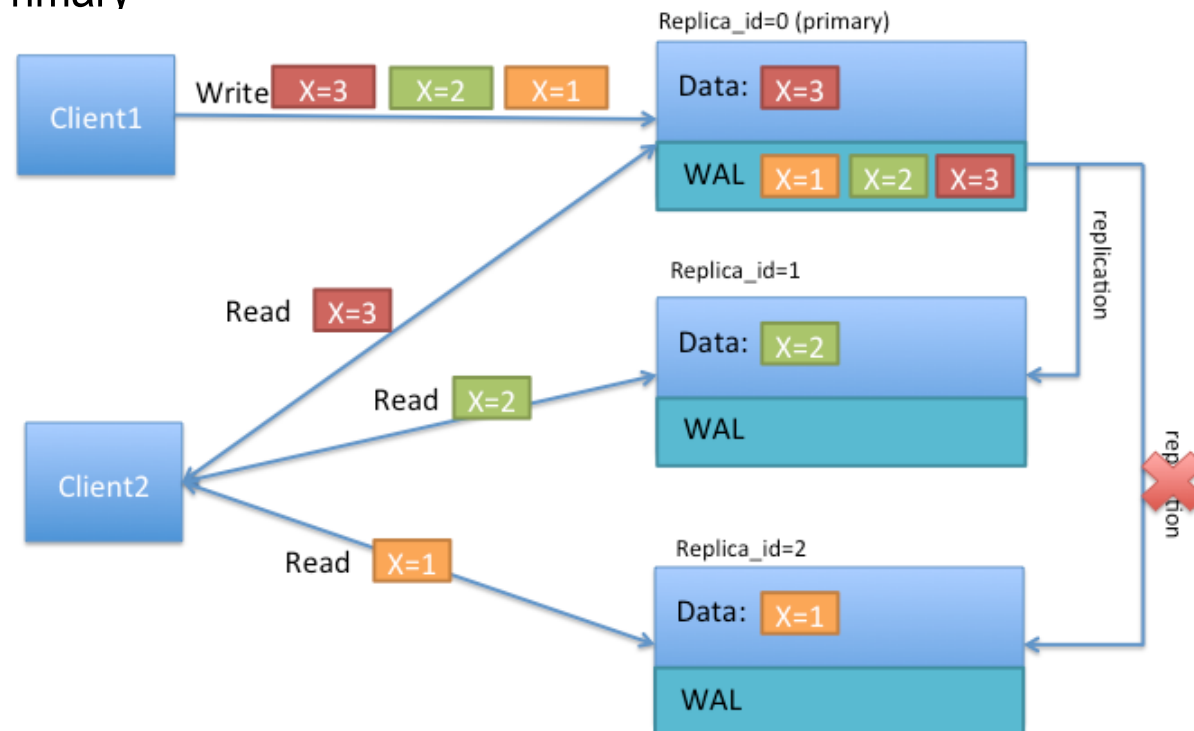 rimary
Replica_id=0 (primary)
Client1
Write X=3 X=2 X=1
Data: X=3
WAL X=1 X=2 X=3
replication
Replica_id=1
Read X=3
Data: X=2
Read X=2
WAL
Client2
Replica_id=2
Read X=1
Data: X=1
WAL